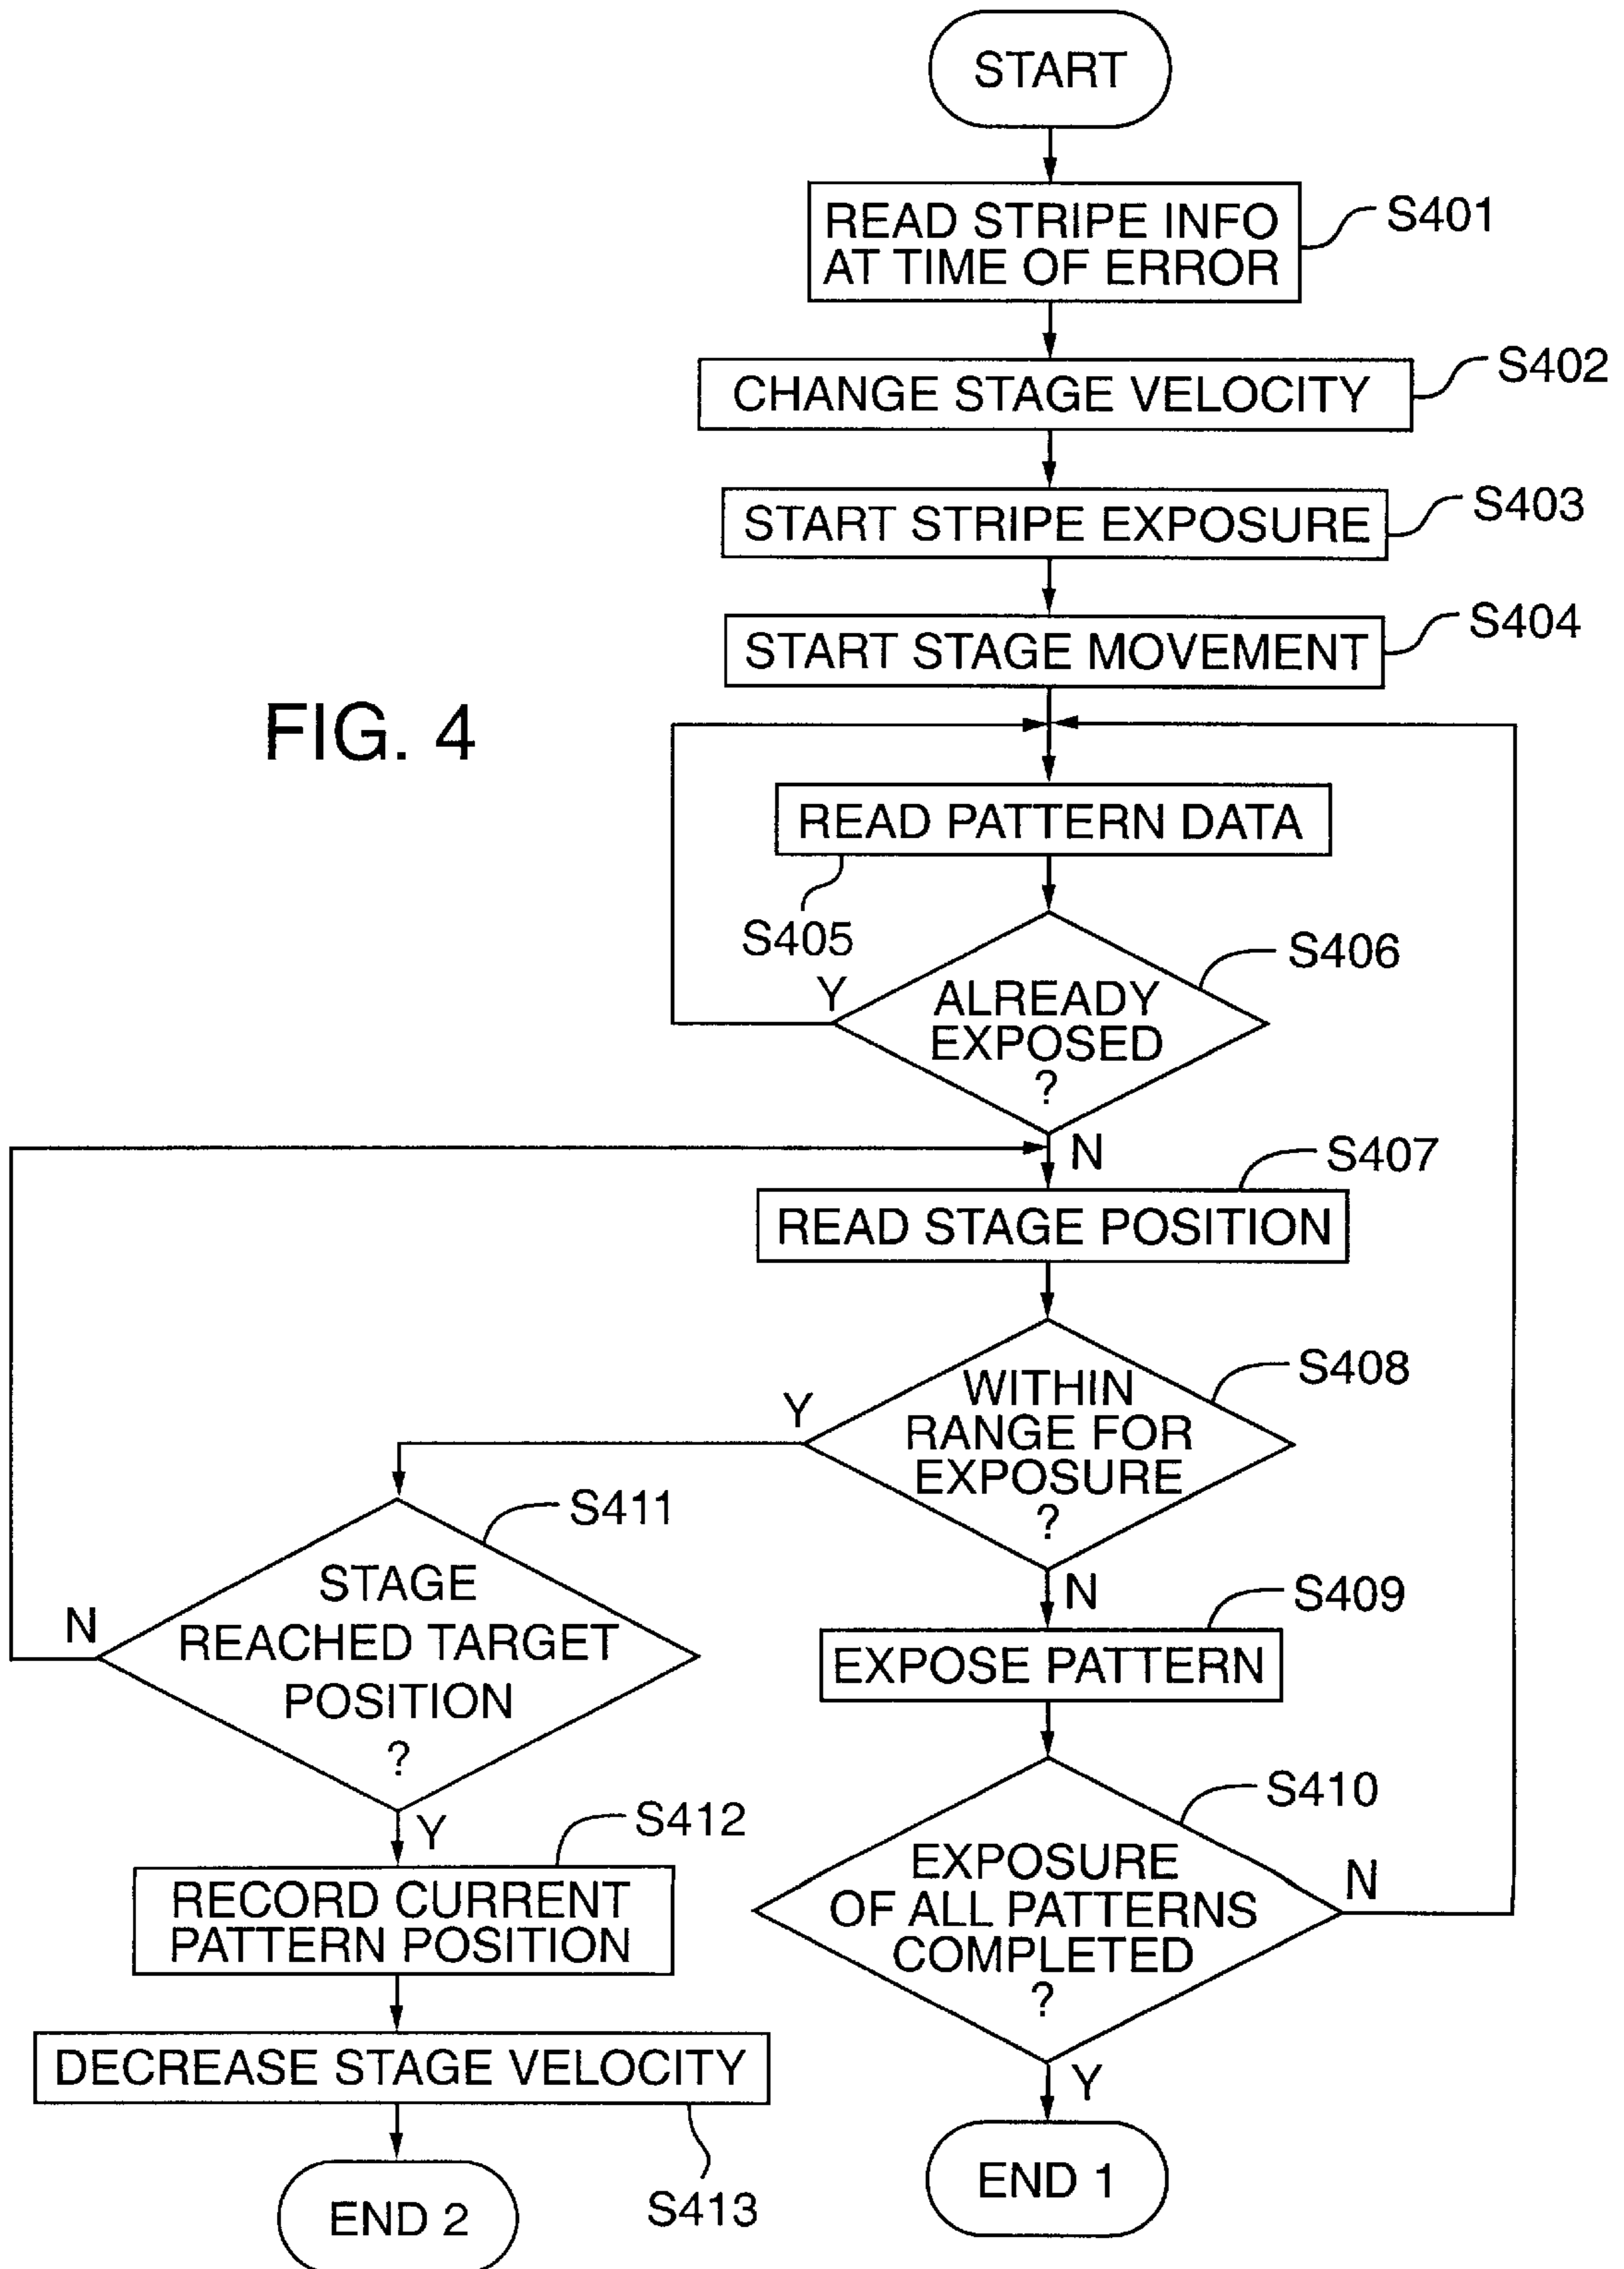 START
READ STRIPE INFO
AT TIME OF ERROR
S401
CHANGE STAGE VELOCITY
S402
START STRIPE EXPOSURE
S403
START STAGE MOVEMENT
S404
FIG. 4
READ PATTERN DATA
S405
ALREADY
EXPOSED
?
S406
Y
N
READ STAGE POSITION
S407
WITHIN
RANGE FOR
EXPOSURE
?
S408
Y
N
STAGE
REACHED TARGET
POSITION
?
S411
N
Y
EXPOSE PATTERN
S409
EXPOSURE
OF ALL PATTERNS
COMPLETED
?
S410
N
Y
RECORD CURRENT
PATTERN POSITION
S412
DECREASE STAGE VELOCITY
S413
END 1
END 2